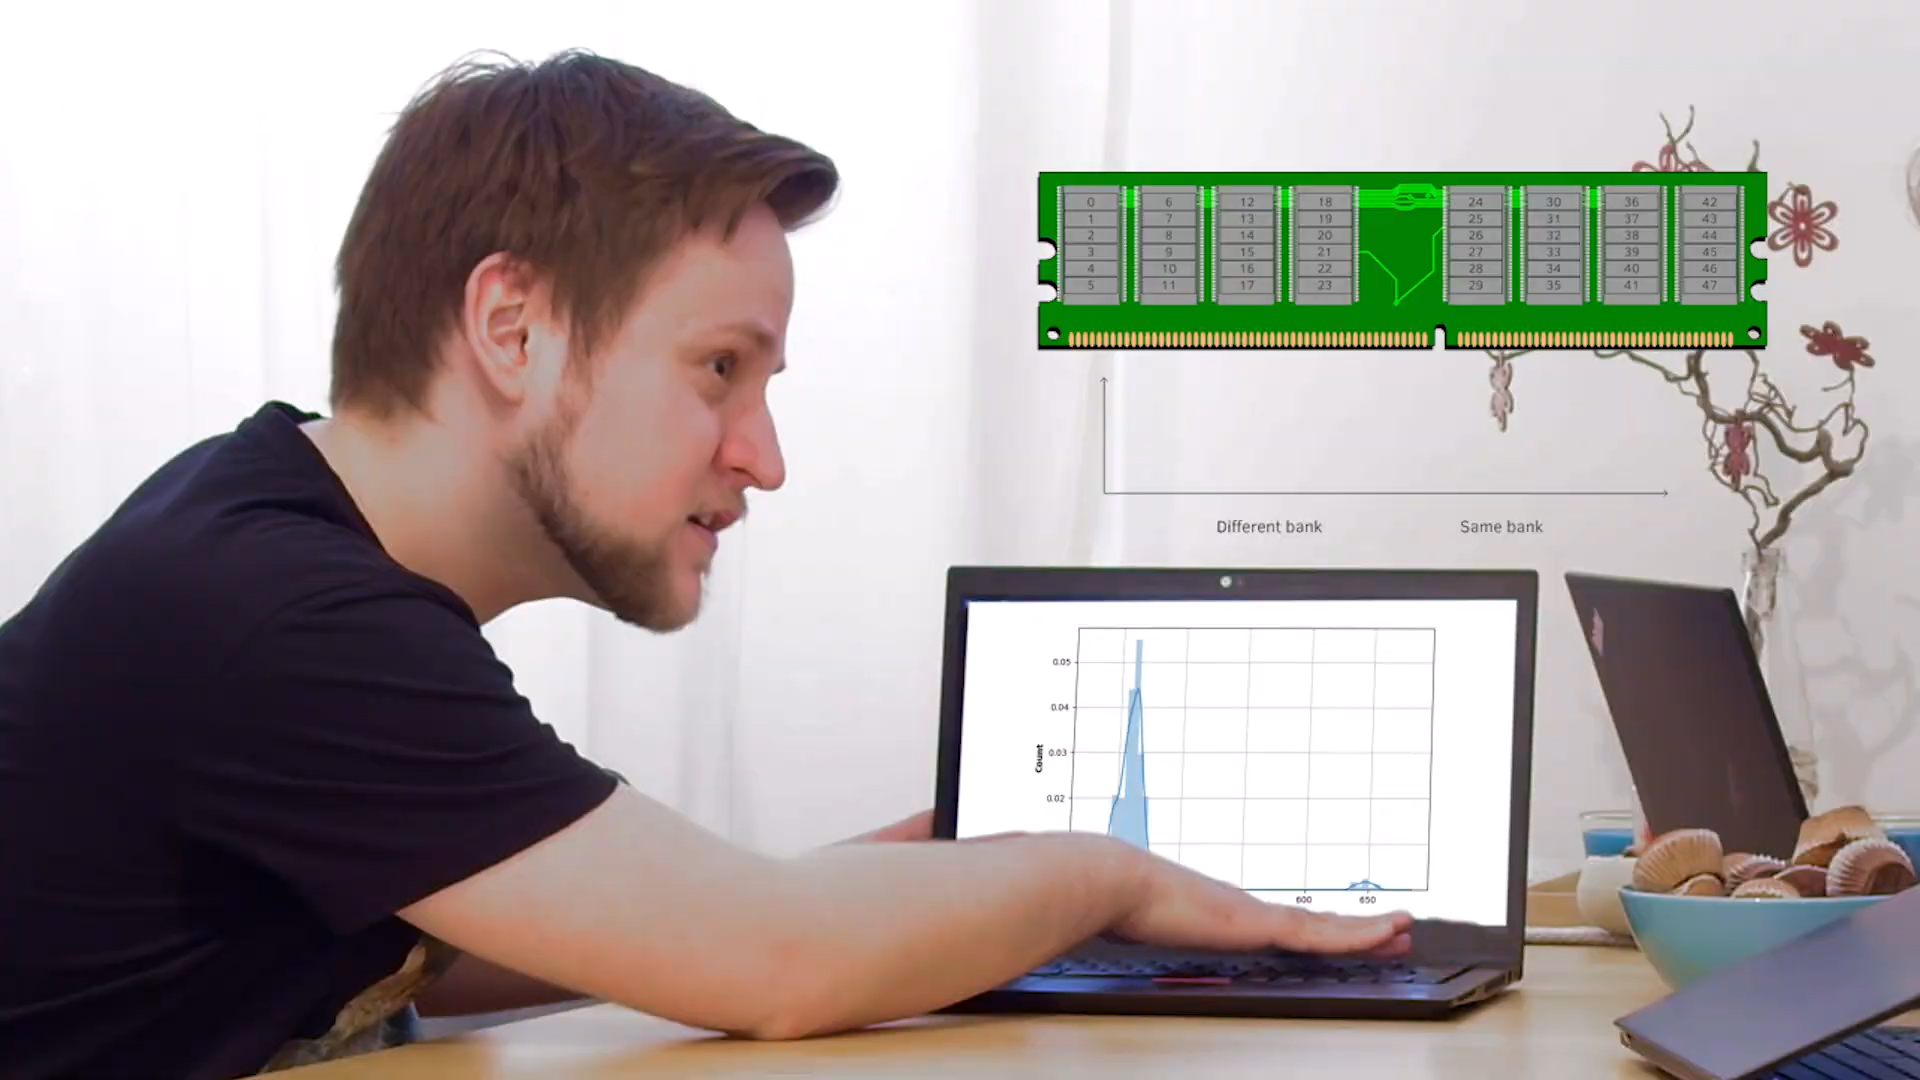 0 6 12 18 24 30 36 42
1 7 13 19 25 31 37 43
2 8 14 20 26 32 38 44
3 9 15 21 27 33 39 45
4 10 16 22 28 34 40 46
5 11 17 23 29 35 41 47
Different bank Same bank
0.05
0.04
0.03
Count
0.02
600 650